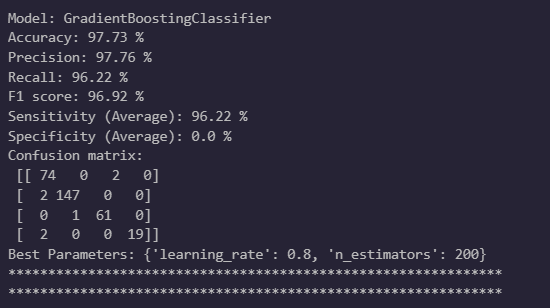 Model: GradientBoostingClassifier
Accuracy: 97.73 %
Precision: 97.76 %
Recall: 96.22 %
F1 score: 96.92 %
Sensitivity (Average): 96.22 %
Specificity (Average): 0.0 %
Confusion matrix:
[[ 74   0   2   0]
[  2 147   0   0]
[  0   1  61   0]
[  2   0   0  19]]
Best Parameters: {'learning_rate': 0.8, 'n_estimators': 200}
**************************************************************
**************************************************************